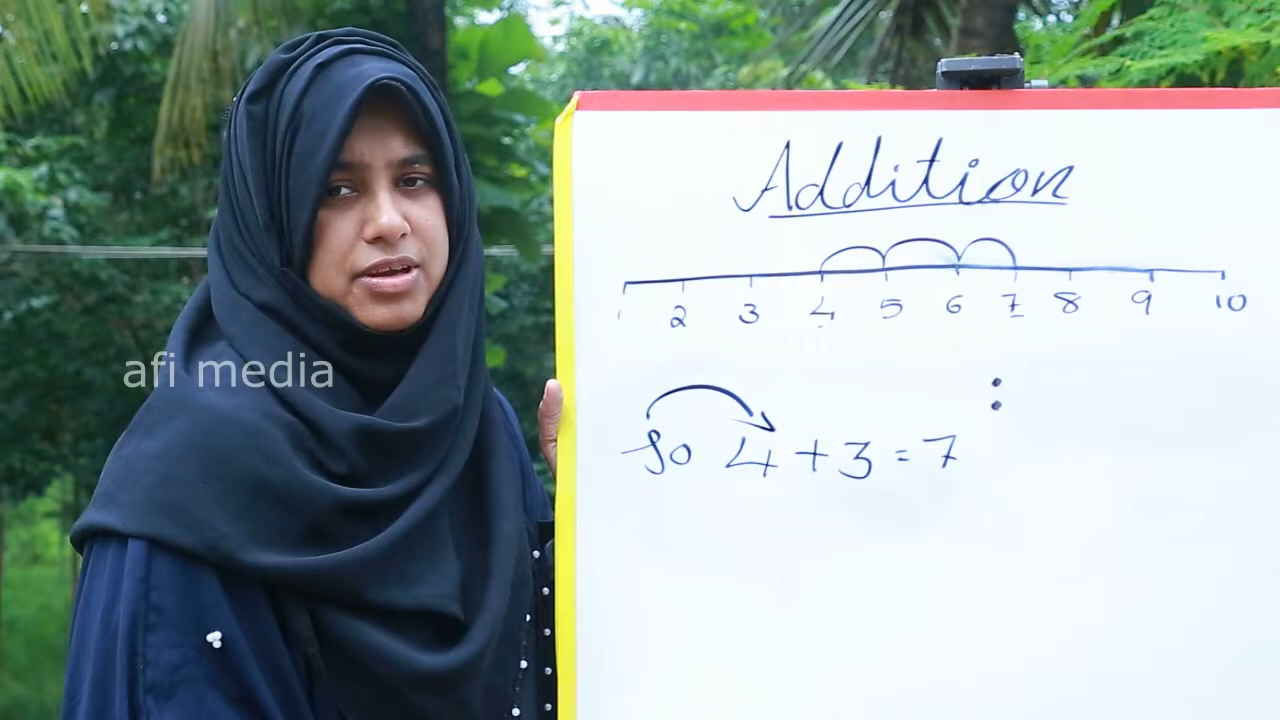 Addition
2 3 4 5 6 7 8 9 10
So 4 + 3 = 7
afi media